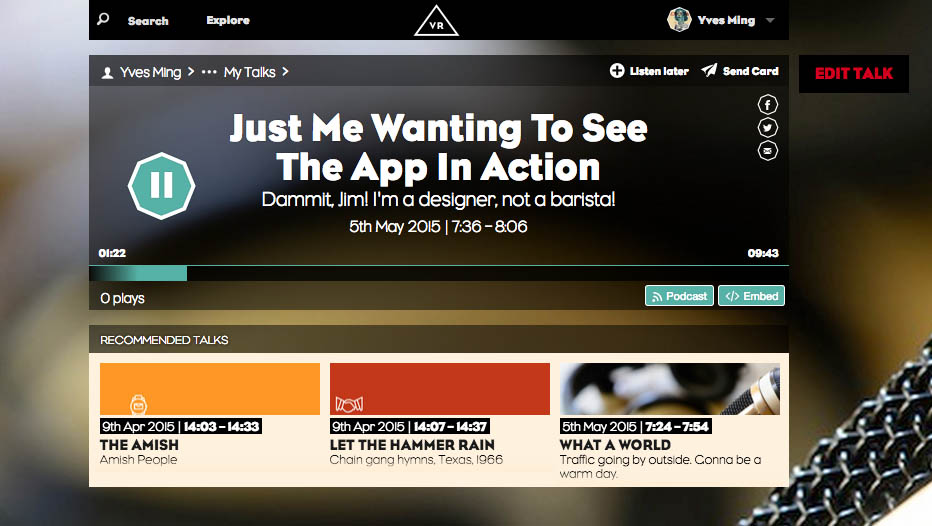 Search Explore VR Yves Ming
Yves Ming > ••• My Talks > Listen later Send Card
EDIT TALK
Just Me Wanting To See
The App In Action
Dammit, Jim! I'm a designer, not a barista!
5th May 2015 | 7:36 – 8:06
01:22 09:43
0 plays Podcast </> Embed
RECOMMENDED TALKS
9th Apr 2015 | 14:03 – 14:33
THE AMISH
Amish People
9th Apr 2015 | 14:07 – 14:37
LET THE HAMMER RAIN
Chain gang hymns, Texas, 1966
5th May 2015 | 7:24 – 7:54
WHAT A WORLD
Traffic going by outside. Gonna be a
warm day.